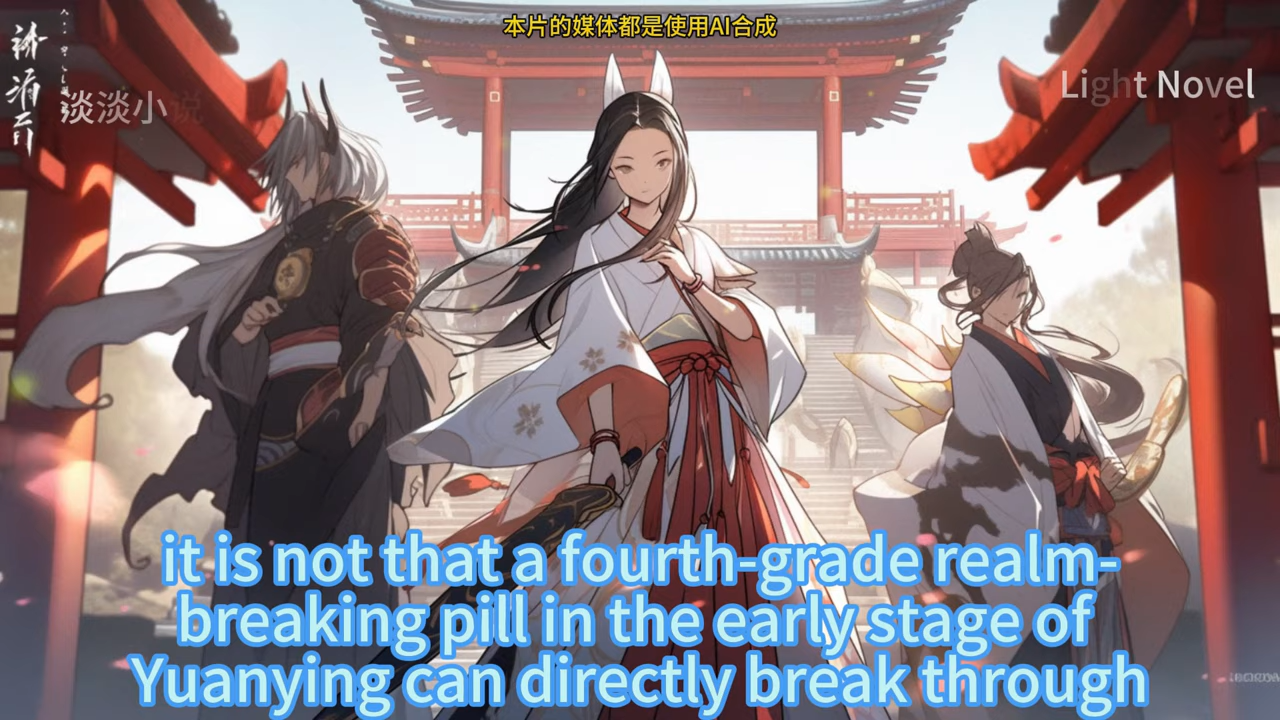 本片的媒体都是使用AI合成
淡淡小说
Light Novel
it is not that a fourth-grade realm-
breaking pill in the early stage of
Yuanying can directly break through